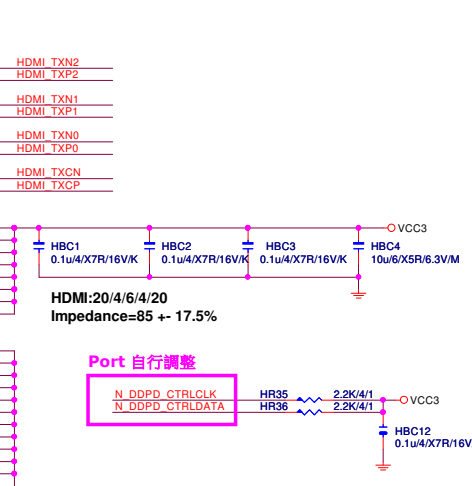 HDMI_TXN2
HDMI_TXP2
HDMI_TXN1
HDMI_TXP1
HDMI_TXN0
HDMI_TXP0
HDMI_TXCN
HDMI_TXCP
VCC3
HBC1 HBC2 HBC3 HBC4
0.1u/4/X7R/16V/K 0.1u/4/X7R/16V/K 0.1u/4/X7R/16V/K 10u/6/X5R/6.3V/M
HDMI:20/4/6/4/20
Impedance=85 +- 17.5%
Port 自行調整
N_DDPD_CTRLCLK HR35 2.2K/4/1 VCC3
N_DDPD_CTRLDATA HR36 2.2K/4/1
HBC12
0.1u/4/X7R/16V